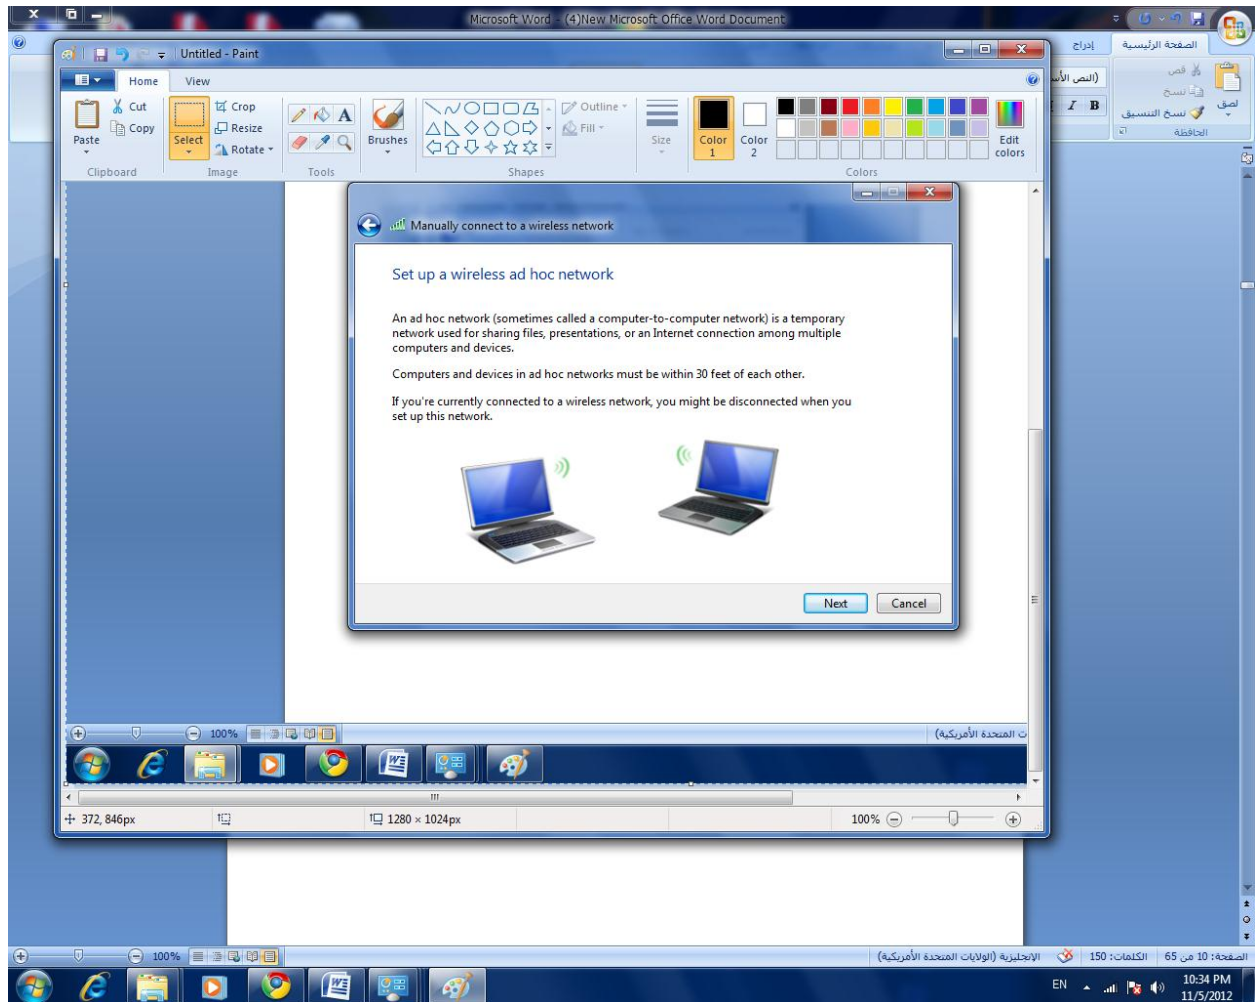 Microsoft Word - (4)New Microsoft Office Word Document
الصفحة الرئيسية
إدراج
قص
نسخ
نسخ التنسيق
لصق
الحافظة
I B
Untitled - Paint
Home View
Paste
Cut
Copy
Clipboard
Select
Crop
Resize
Rotate
Image
A
Tools
Brushes
Outline
Fill
Shapes
Size
Color 1
Color 2
Edit colors
Colors
Manually connect to a wireless network
Set up a wireless ad hoc network
An ad hoc network (sometimes called a computer-to-computer network) is a temporary
network used for sharing files, presentations, or an Internet connection among multiple
computers and devices.
Computers and devices in ad hoc networks must be within 30 feet of each other.
If you're currently connected to a wireless network, you might be disconnected when you
set up this network.
Next Cancel
100%
ت المتحدة الأمريكية)
372, 846px
1280 × 1024px
100%
100%
الإنجليزية (الولايات المتحدة الأمريكية)
الكلمات: 150
الصفحة: 10 من 65
EN
10:34 PM
11/5/2012